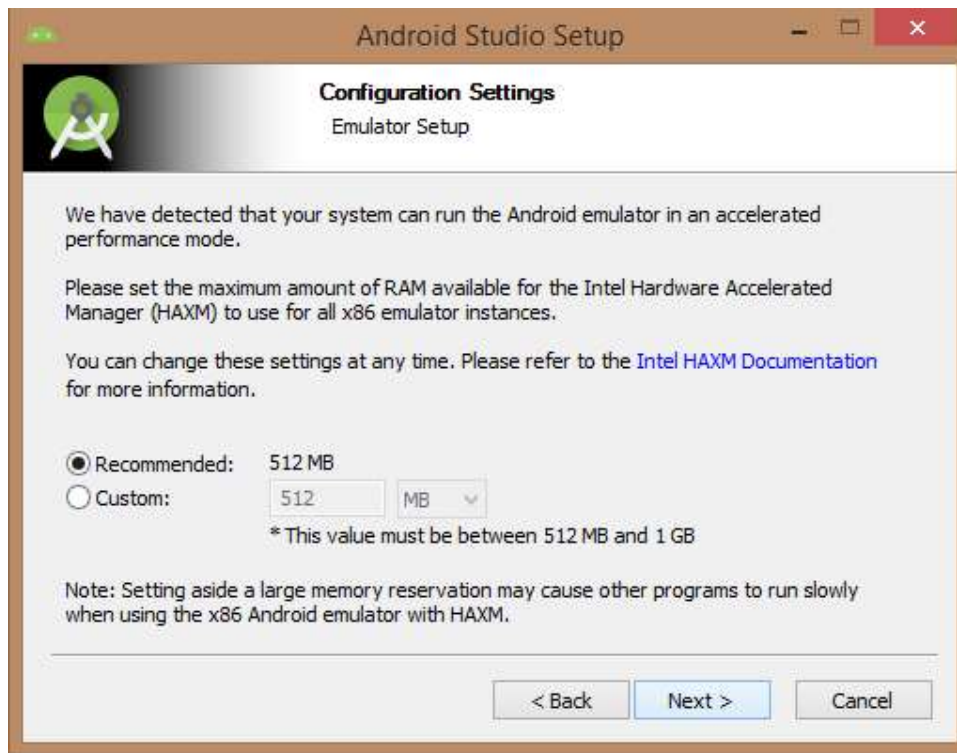 Android Studio Setup
Configuration Settings
Emulator Setup
We have detected that your system can run the Android emulator in an accelerated
performance mode.
Please set the maximum amount of RAM available for the Intel Hardware Accelerated
Manager (HAXM) to use for all x86 emulator instances.
You can change these settings at any time. Please refer to the Intel HAXM Documentation
for more information.
Recommended: 512 MB
Custom: 512 MB
* This value must be between 512 MB and 1 GB
Note: Setting aside a large memory reservation may cause other programs to run slowly
when using the x86 Android emulator with HAXM.
< Back Next > Cancel